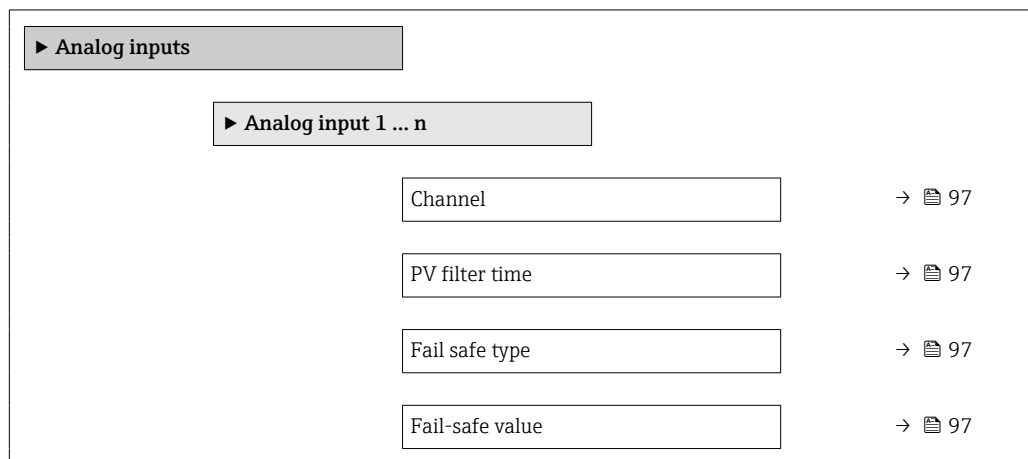 ▶ Analog inputs
▶ Analog input 1 ... n
Channel → 97
PV filter time → 97
Fail safe type → 97
Fail-safe value → 97